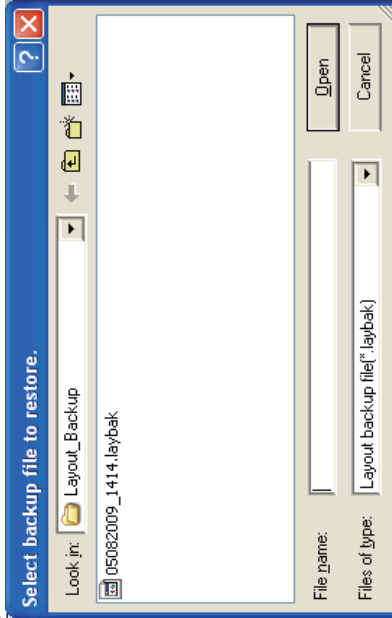 Select backup file to restore.
Look in: Layout_Backup
05082009_1414.laybak
File name: Open
Files of type: Layout backup file(*.laybak) Cancel